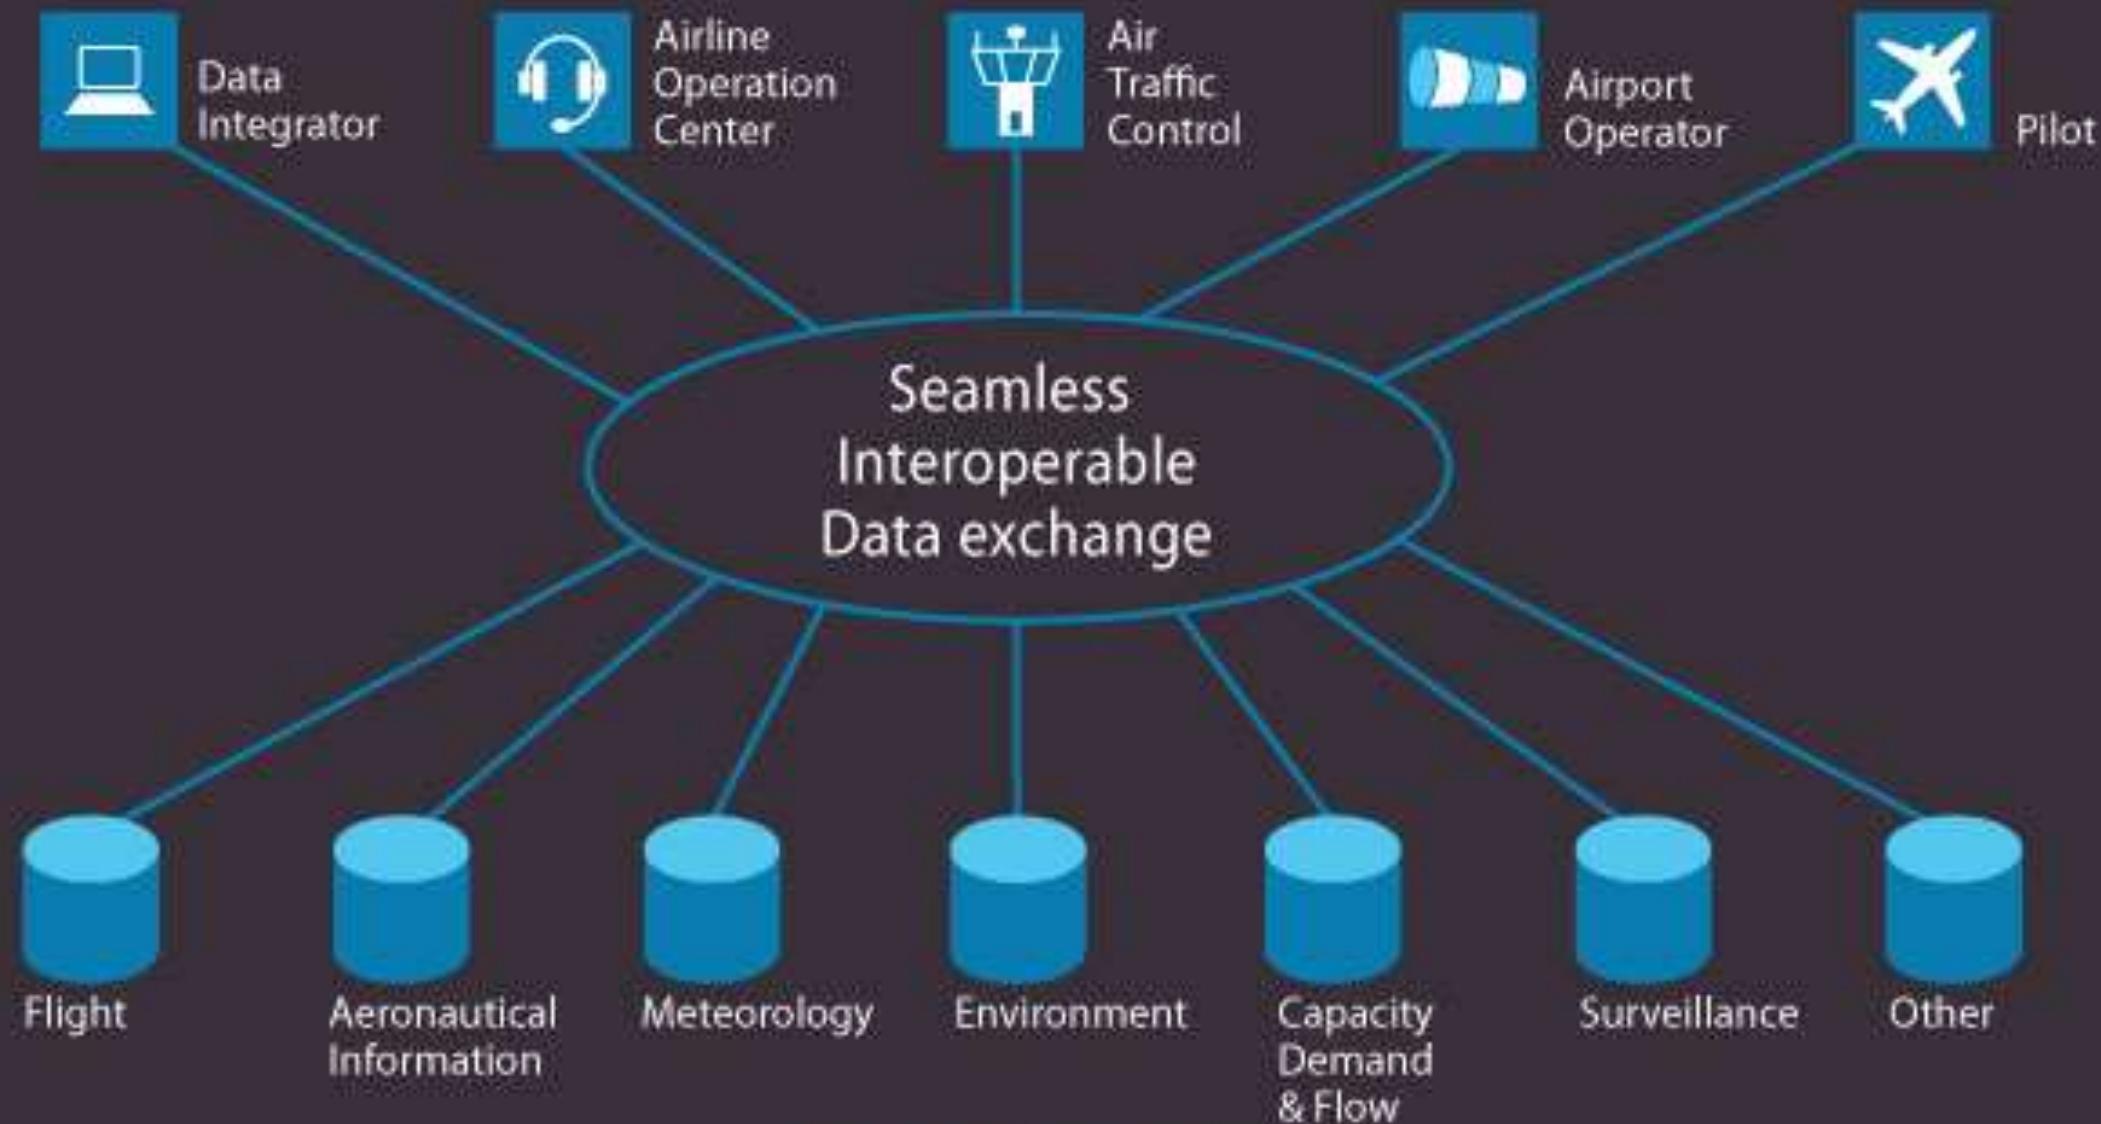 Data
Integrator
Airline
Operation
Center
Air
Traffic
Control
Airport
Operator
Pilot
Seamless
Interoperable
Data exchange
Flight
Aeronautical
Information
Meteorology
Environment
Capacity
Demand
& Flow
Surveillance
Other